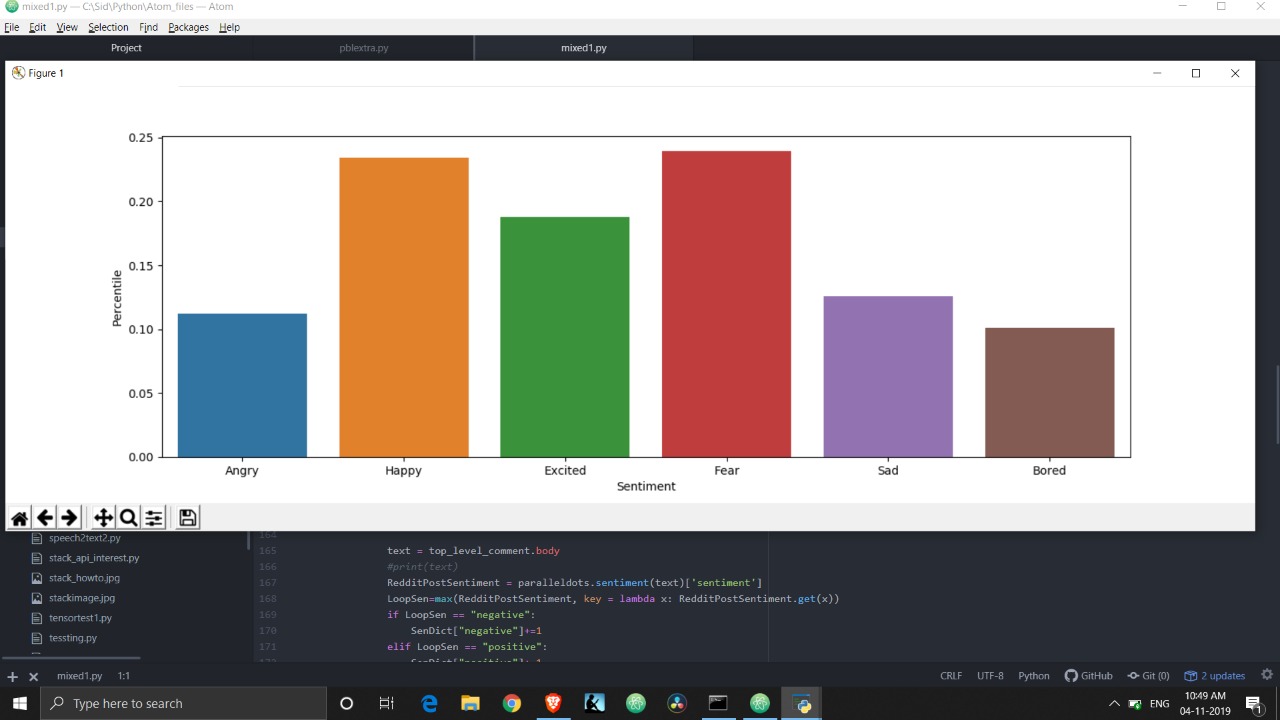 mixed1.py — C:\Sid\Python\Atom_files — Atom
File Edit View Selection Find Packages Help
Project pblextra.py mixed1.py
Figure 1
0.25
0.20
0.15
0.10
0.05
0.00
Percentile
Angry Happy Excited Fear Sad Bored
Sentiment
speech2text2.py
stack_api_interest.py
stack_howto.jpg
stackimage.jpg
tensortest1.py
tessting.py
164
165 text = top_level_comment.body
166 #print(text)
167 RedditPostSentiment = paralleldots.sentiment(text)['sentiment']
168 LoopSen=max(RedditPostSentiment, key = lambda x: RedditPostSentiment.get(x))
169 if LoopSen == "negative":
170 SenDict["negative"]+=1
171 elif LoopSen == "positive":
mixed1.py 1:1 CRLF UTF-8 Python GitHub Git (0) 2 updates
Type here to search
ENG
10:49 AM
04-11-2019
1